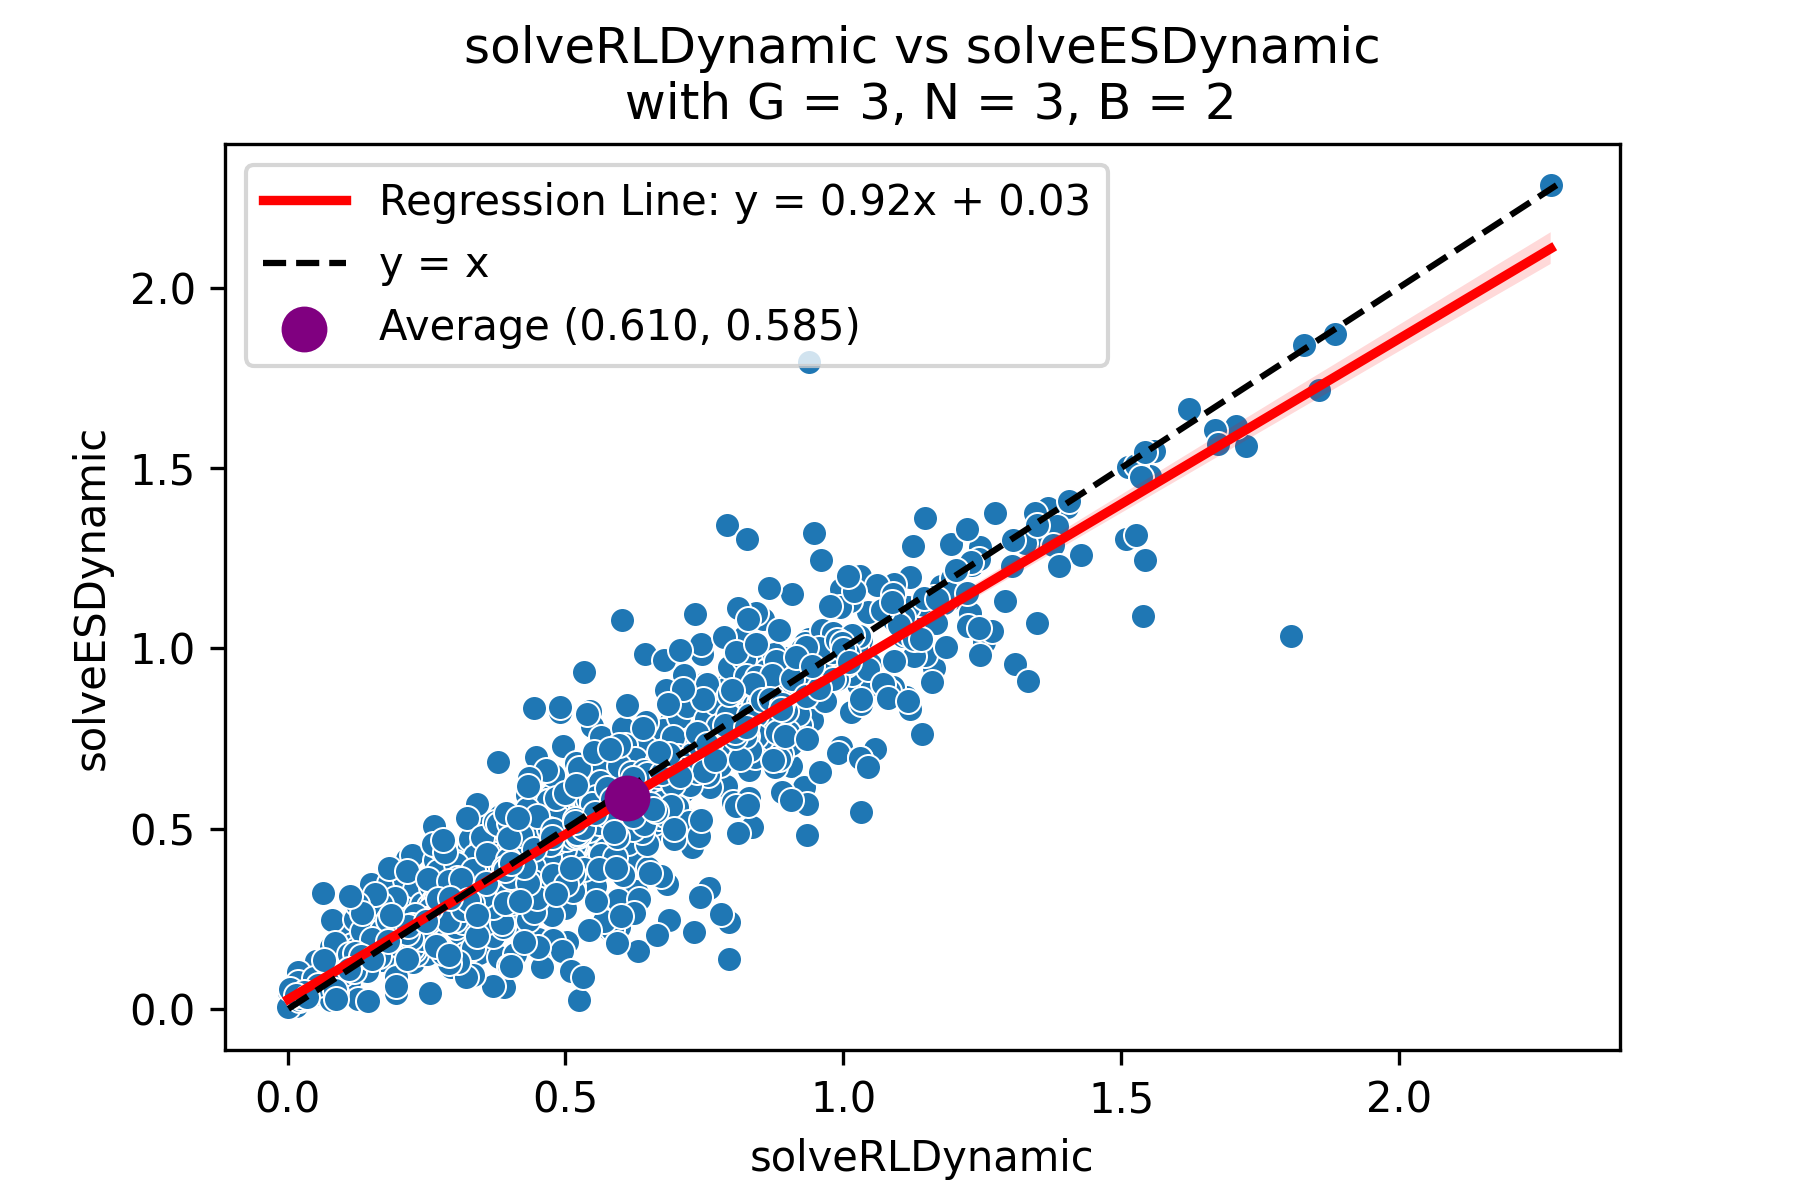 solveRLDynamic vs solveESDynamic
with G = 3, N = 3, B = 2
Regression Line: y = 0.92x + 0.03
y = x
Average (0.610, 0.585)
solveESDynamic
2.0
1.5
1.0
0.5
0.0
0.0 0.5 1.0 1.5 2.0
solveRLDynamic